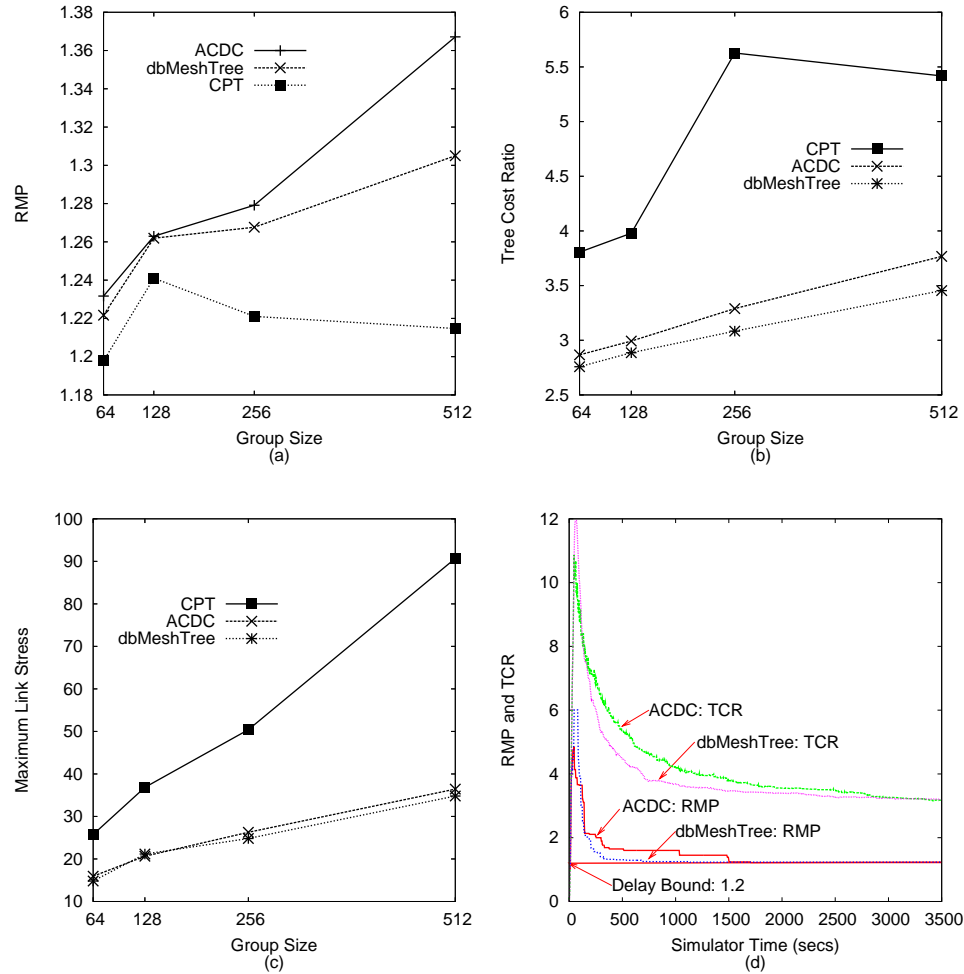 1.38
1.36
1.34
1.32
1.3
1.28
1.26
1.24
1.22
1.2
1.18
RMP
ACDC
dbMeshTree
CPT
64 128 256 512
Group Size
(a)
6
5.5
5
4.5
4
3.5
3
2.5
Tree Cost Ratio
CPT
ACDC
dbMeshTree
64 128 256 512
Group Size
(b)
100
90
80
70
60
50
40
30
20
10
Maximum Link Stress
CPT
ACDC
dbMeshTree
64 128 256 512
Group Size
(c)
12
10
8
6
4
2
0
RMP and TCR
ACDC: TCR
dbMeshTree: TCR
ACDC: RMP
dbMeshTree: RMP
Delay Bound: 1.2
0 500 1000 1500 2000 2500 3000 3500
Simulator Time (secs)
(d)